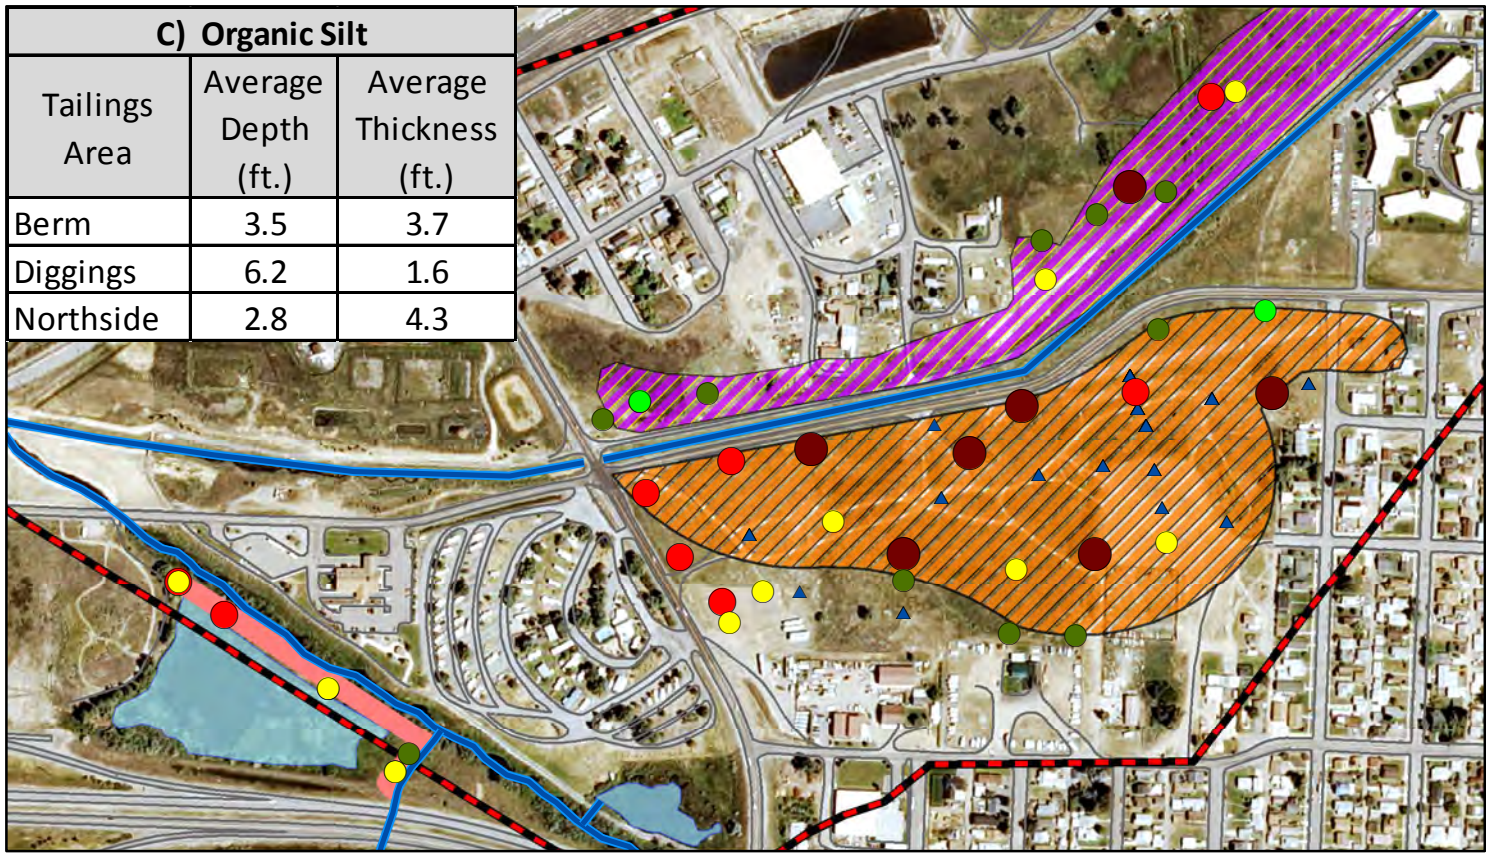 C) Organic Silt
Tailings Area Average Depth (ft.) Average Thickness (ft.)
Berm 3.5 3.7
Diggings 6.2 1.6
Northside 2.8 4.3